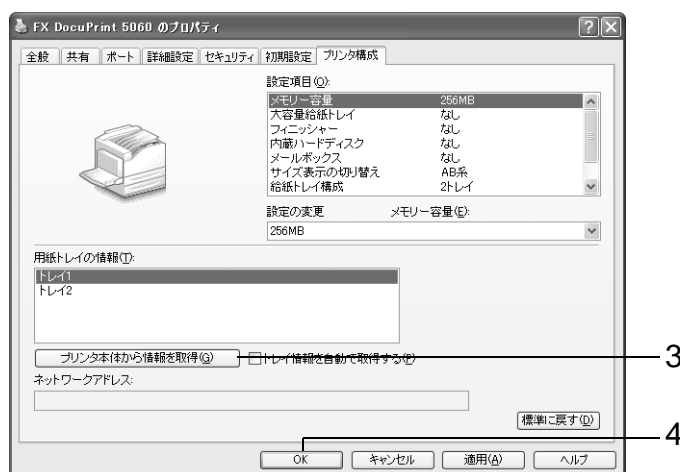 FX DocuPrint 5060 のプロパティ
全般 共有 ポート 詳細設定 セキュリティ 初期設定 プリンタ構成
設定項目(O):
メモリー容量 256MB
大容量給紙トレイ なし
フィニッシャー なし
内蔵ハードディスク なし
メールボックス なし
サイズ表示の切り替え AB系
給紙トレイ構成 2トレイ
設定の変更 メモリー容量(E):
256MB
用紙トレイの情報(T):
トレイ1
トレイ2
プリンタ本体から情報を取得(G) トレイ情報を自動で取得する(P) 3
ネットワークアドレス:
標準に戻す(D)
4
OK キャンセル 適用(A) ヘルプ